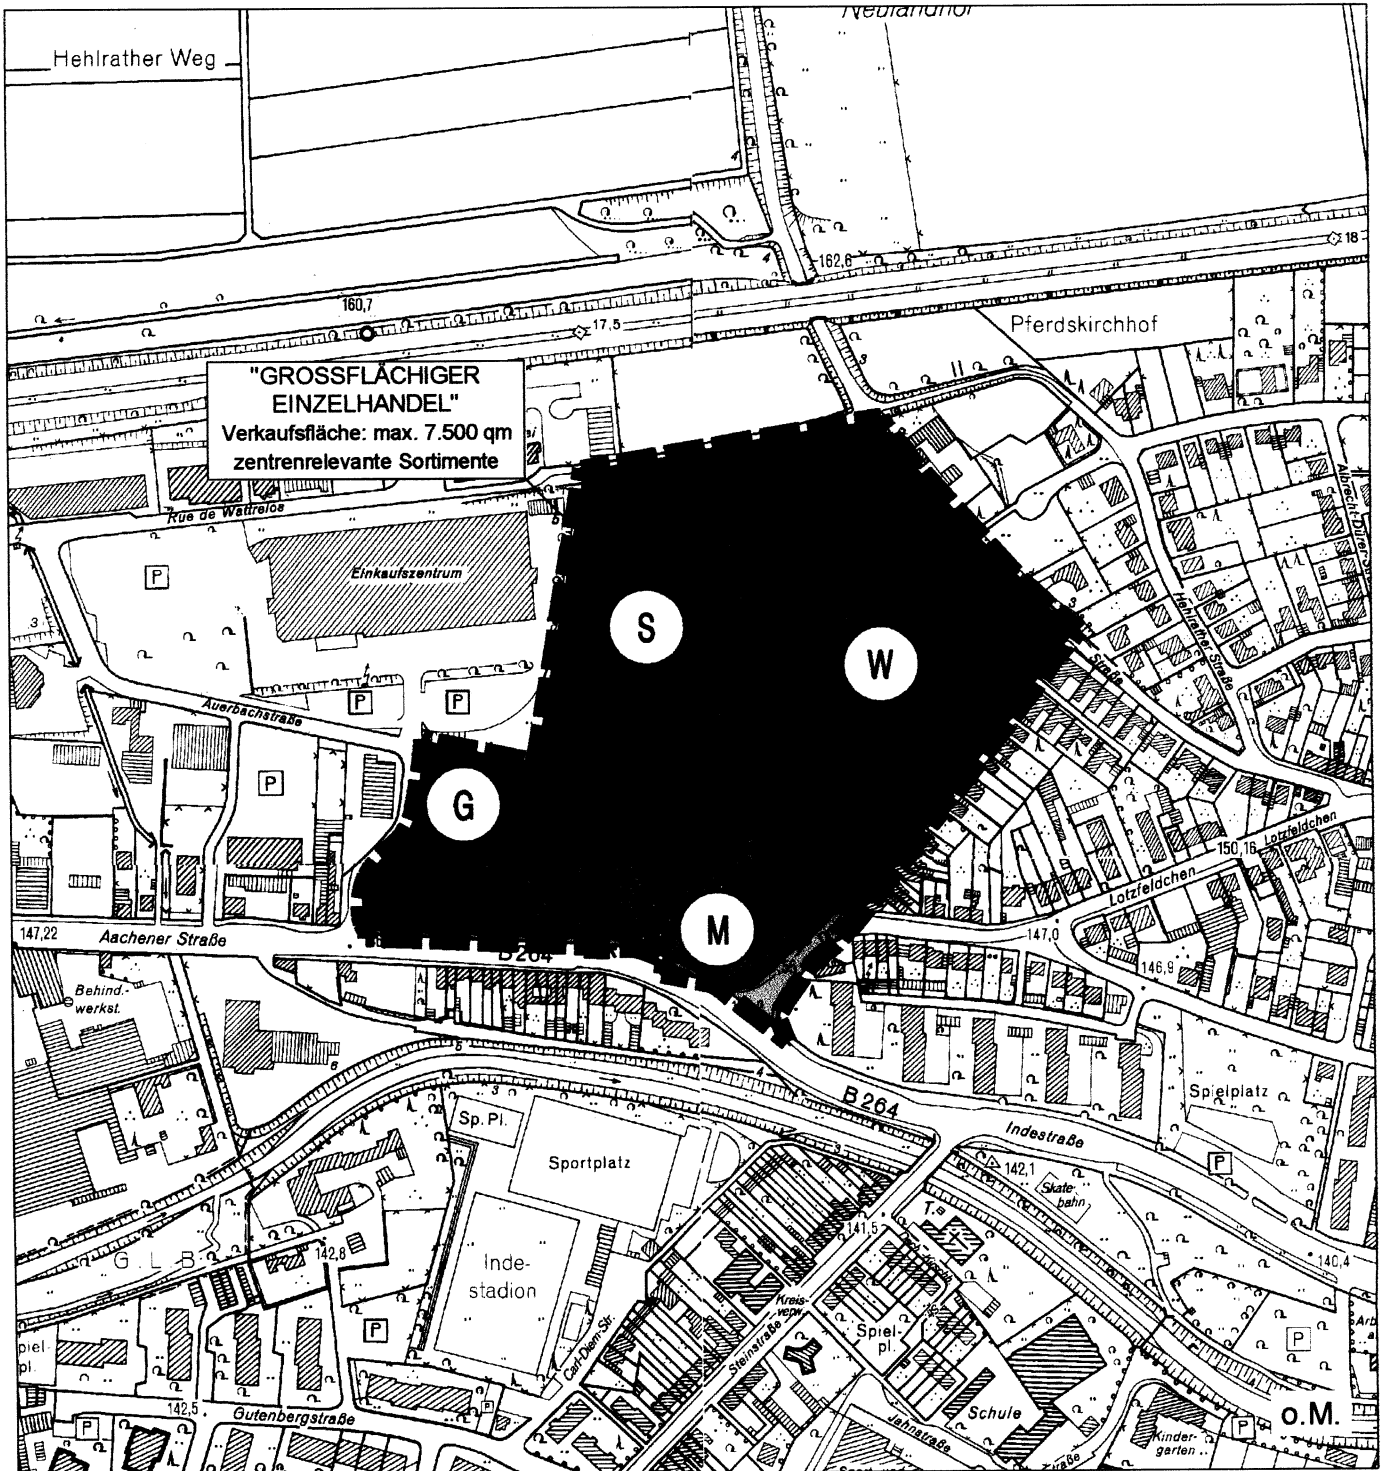 Neulandhof
Hehlrather Weg
162,6
18
160,7
17,5
Pferdskirchhof
"GROSSFLÄCHIGER
EINZELHANDEL"
Verkaufsfläche: max. 7.500 qm
zentrenrelevante Sortimente
Rue de Wattrelos
Albrecht-Dürer-
Einkaufszentrum
P
S
W
Hehlrather Straße
Straße
P
P
Auerbachstraße
P
G
Lotzfeldchen
150,16
Lotzfeldchen
M
147,22
Aachener Straße
B 264
147,0
146,9
Behind.-
werkst.
Spielplatz
B 264
Sp. Pl.
Indestraße
Sportplatz
P
142,1
Skate-
bahn
141,5
G L B
142,8
140,4
Inde-
stadion
Kreis-
verw.
Spiel-
pl.
P
P
Carl-Diem-Str.
Steinstraße
piel-
pl.
142,5
Gutenbergstraße
P
P
Schule
Jahnstraße
P
o.M.
Kinder-
garten